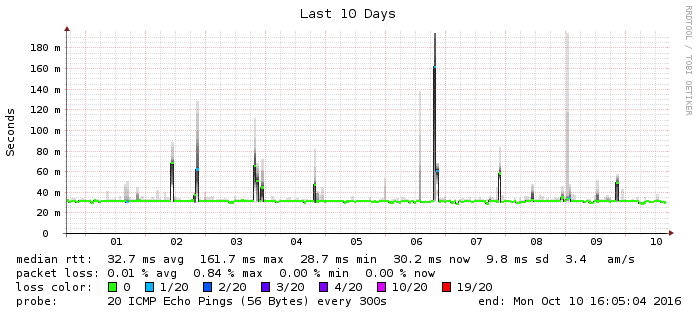 Last 10 Days
RRDTOOL / TOBI OETIKER
Seconds
180 m
160 m
140 m
120 m
100 m
80 m
60 m
40 m
20 m
0
01 02 03 04 05 06 07 08 09 10
median rtt: 32.7 ms avg 161.7 ms max 28.7 ms min 30.2 ms now 9.8 ms sd 3.4 am/s
packet loss: 0.01 % avg 0.84 % max 0.00 % min 0.00 % now
loss color: 0 1/20 2/20 3/20 4/20 10/20 19/20
probe: 20 ICMP Echo Pings (56 Bytes) every 300s end: Mon Oct 10 16:05:04 2016